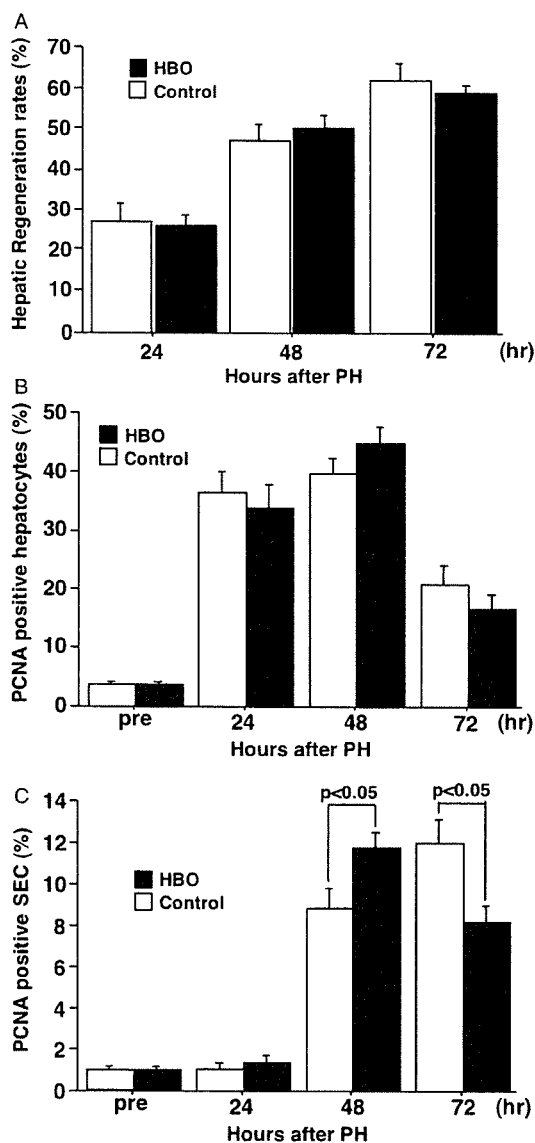 A
Hepatic Regeneration rates (%)
70
60
50
40
30
20
10
0
HBO
Control
24 48 72 (hr)
Hours after PH
B
PCNA positive hepatocytes (%)
50
40
30
20
10
0
HBO
Control
pre 24 48 72 (hr)
Hours after PH
C
PCNA positive SEC (%)
14
12
10
8
6
4
2
0
p<0.05 p<0.05
HBO
Control
pre 24 48 72 (hr)
Hours after PH